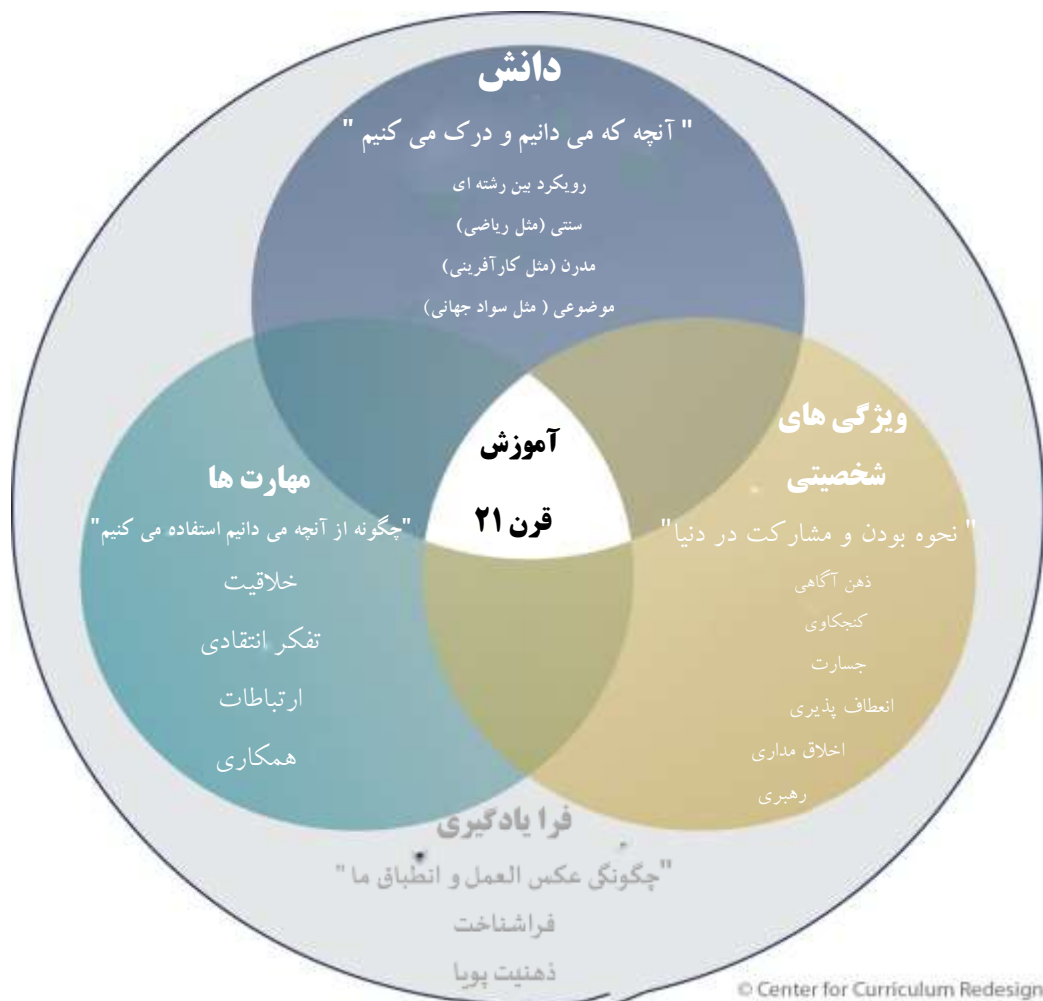 دانش
" آنچه که می دانیم و درک می کنیم "
رویکرد بین رشته ای
سنتی (مثل ریاضی)
مدرن (مثل کارآفرینی)
موضوعی ( مثل سواد جهانی)
ویژگی های
شخصیتی
" نحوه بودن و مشارکت در دنیا"
ذهن آگاهی
کنجکاوی
جسارت
انعطاف پذیری
اخلاق مداری
رهبری
آموزش
قرن ۲۱
مهارت ها
"چگونه از آنچه می دانیم استفاده می کنیم"
خلاقیت
تفکر انتقادی
ارتباطات
همکاری
فرا یادگیری
"چگونگی عکس العمل و انطباق ما "
فراشناخت
ذهنیت پویا
© Center for Curriculum Redesign